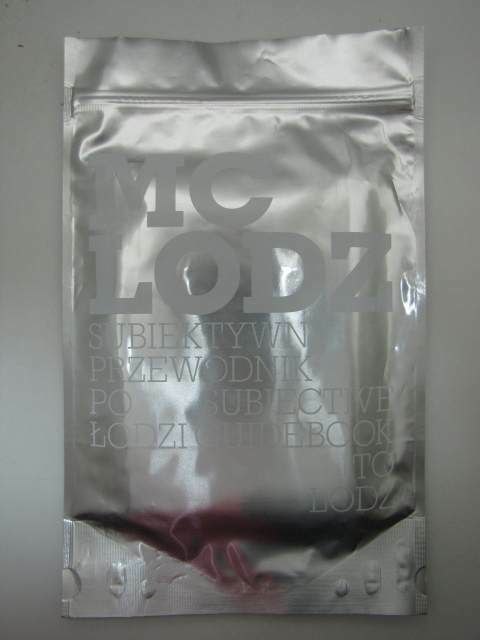 MC
LODZ
SUBIEKTYWN
PRZEWODNIK
PO SUBJECTIVE
ŁODZI GUIDEBOOK
TO
LODZ